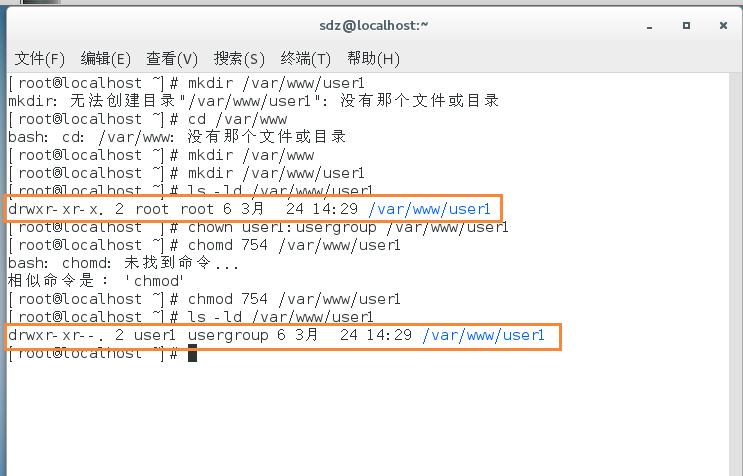 sdz@localhost:~
文件(F) 编辑(E) 查看(V) 搜索(S) 终端(T) 帮助(H)
[root@localhost ~]# mkdir /var/www/user1
mkdir: 无法创建目录"/var/www/user1": 没有那个文件或目录
[root@localhost ~]# cd /var/www
bash: cd: /var/www: 没有那个文件或目录
[root@localhost ~]# mkdir /var/www
[root@localhost ~]# mkdir /var/www/user1
[root@localhost ~]# ls -ld /var/www/user1
drwxr-xr-x. 2 root root 6 3月  24 14:29 /var/www/user1
[root@localhost ~]# chown user1:usergroup /var/www/user1
[root@localhost ~]# chomd 754 /var/www/user1
bash: chomd: 未找到命令...
相似命令是: 'chmod'
[root@localhost ~]# chmod 754 /var/www/user1
[root@localhost ~]# ls -ld /var/www/user1
drwxr-xr--. 2 user1 usergroup 6 3月  24 14:29 /var/www/user1
[root@localhost ~]#